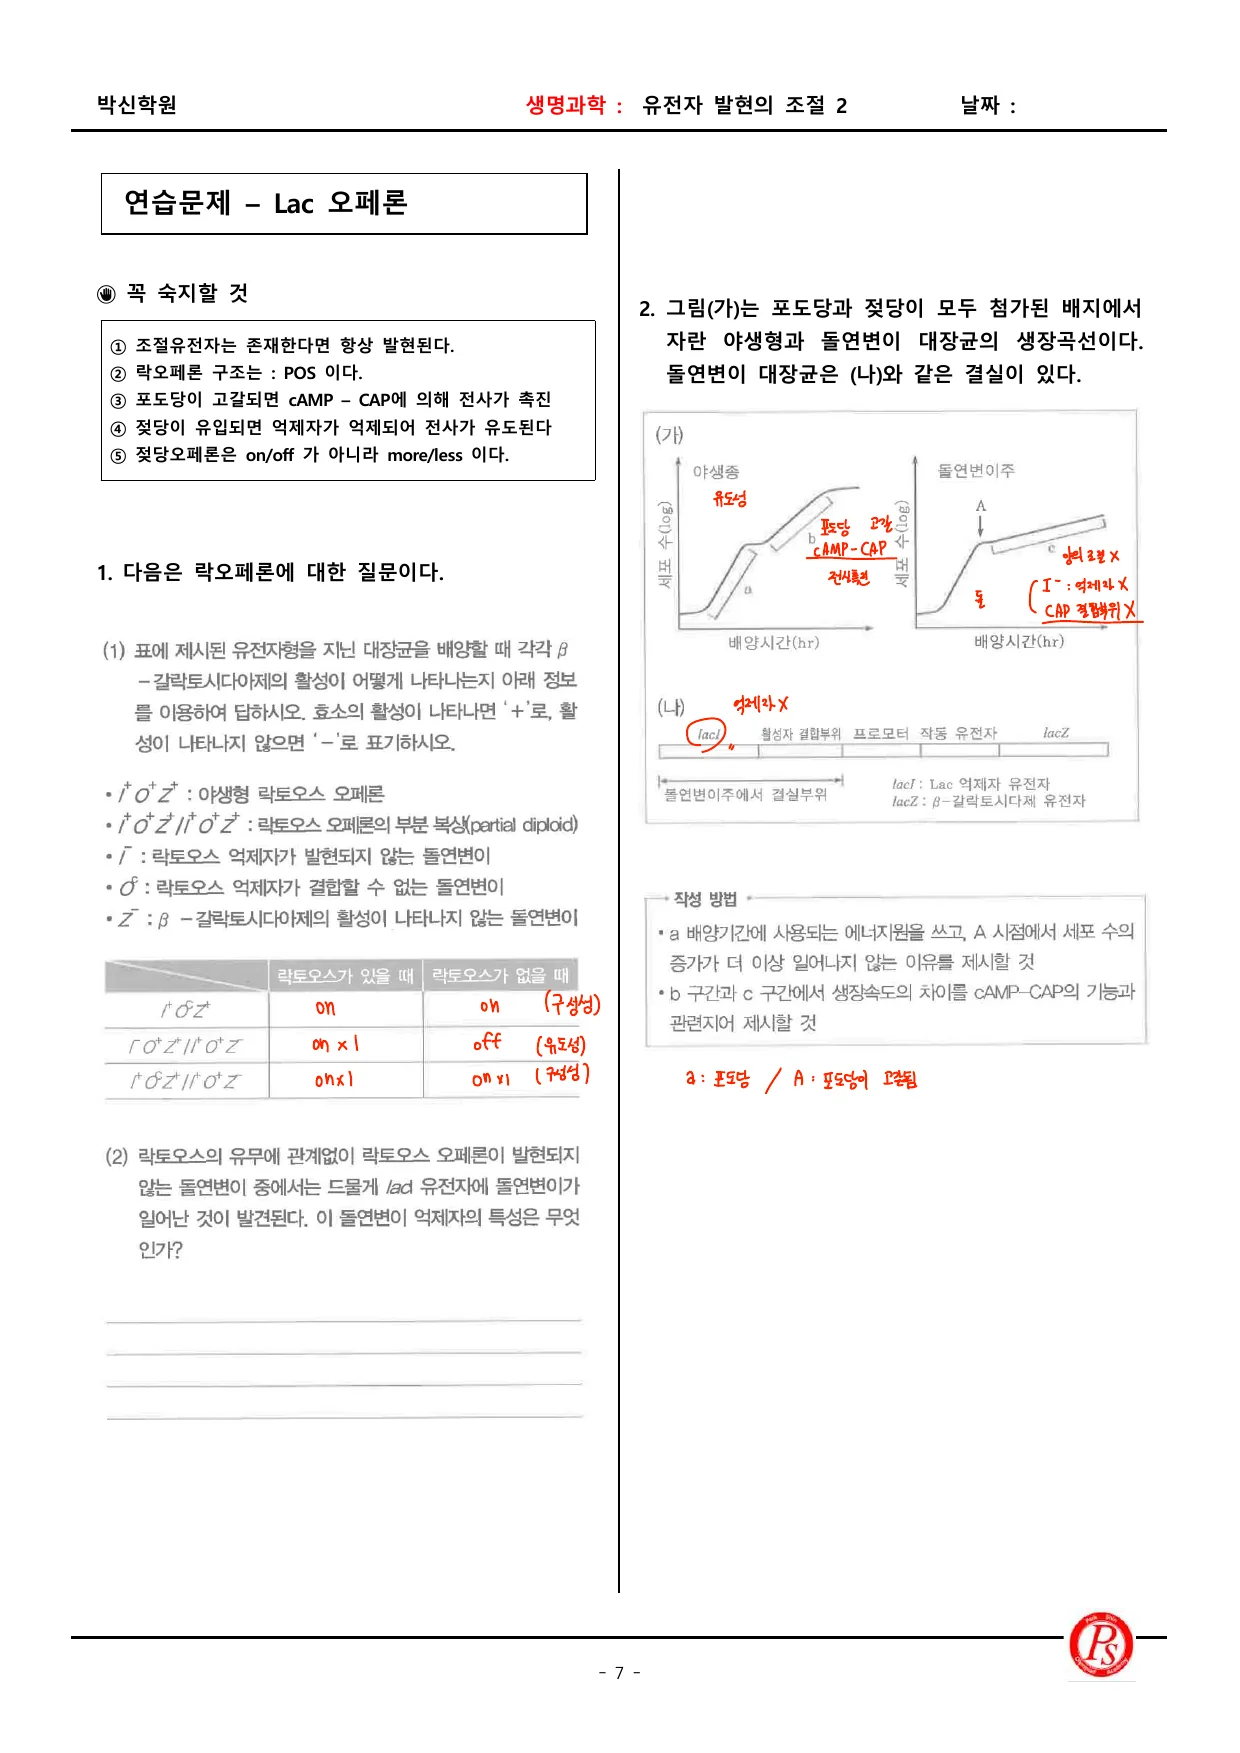 박신학원
생명과학 : 유전자 발현의 조절 2
날짜 :
연습문제 – Lac 오페론
꼭 숙지할 것
① 조절유전자는 존재한다면 항상 발현된다.
② 락오페론 구조는 : POS 이다.
③ 포도당이 고갈되면 cAMP – CAP에 의해 전사가 촉진
④ 젖당이 유입되면 억제자가 억제되어 전사가 유도된다
⑤ 젖당오페론은 on/off 가 아니라 more/less 이다.
1. 다음은 락오페론에 대한 질문이다.
(1) 표에 제시된 유전자형을 지닌 대장균을 배양할 때 각각 β
－갈락토시다아제의 활성이 어떻게 나타나는지 아래 정보
를 이용하여 답하시오. 효소의 활성이 나타나면 ‘+’로, 활
성이 나타나지 않으면 ‘－’로 표기하시오.
• i⁺o⁺z⁺ : 야생형 락토오스 오페론
• i⁺o⁺z⁺/i⁺o⁺z⁺ : 락토오스 오페론의 부분 복상(partial diploid)
• i⁻ : 락토오스 억제자가 발현되지 않는 돌연변이
• oᶜ : 락토오스 억제자가 결합할 수 없는 돌연변이
• z⁻ : β －갈락토시다아제의 활성이 나타나지 않는 돌연변이
락토오스가 있을 때 락토오스가 없을 때
i⁺oᶜz⁺ on on (구성성)
i⁻o⁺z⁺/i⁺o⁺z⁻ on x 1 off (유도성)
i⁺oᶜz⁺/i⁺o⁺z⁻ on x 1 on x 1 (구성성)
(2) 락토오스의 유무에 관계없이 락토오스 오페론이 발현되지
않는 돌연변이 중에서는 드물게 lacI 유전자에 돌연변이가
일어난 것이 발견된다. 이 돌연변이 억제자의 특성은 무엇
인가?
2. 그림(가)는 포도당과 젖당이 모두 첨가된 배지에서
자란 야생형과 돌연변이 대장균의 생장곡선이다.
돌연변이 대장균은 (나)와 같은 결실이 있다.
(가)
야생종
유도성
세포 수(log)
a
b
포도당 고갈
cAMP-CAP
전사촉진
배양시간(hr)
돌연변이주
세포 수(log)
A
c
양의 조절 X
돌
I⁻ : 억제자 X
CAP 결합부위 X
배양시간(hr)
(나)
억제자 X
lacI 활성자 결합부위 프로모터 작동 유전자 lacZ
돌연변이주에서 결실부위
lacI : Lac 억제자 유전자
lacZ : β－갈락토시다제 유전자
작성 방법
• a 배양기간에 사용되는 에너지원을 쓰고, A 시점에서 세포 수의
증가가 더 이상 일어나지 않는 이유를 제시할 것
• b 구간과 c 구간에서 생장속도의 차이를 cAMP－CAP의 기능과
관련지어 제시할 것
a : 포도당 / A : 포도당이 고갈됨
PS
- 7 -